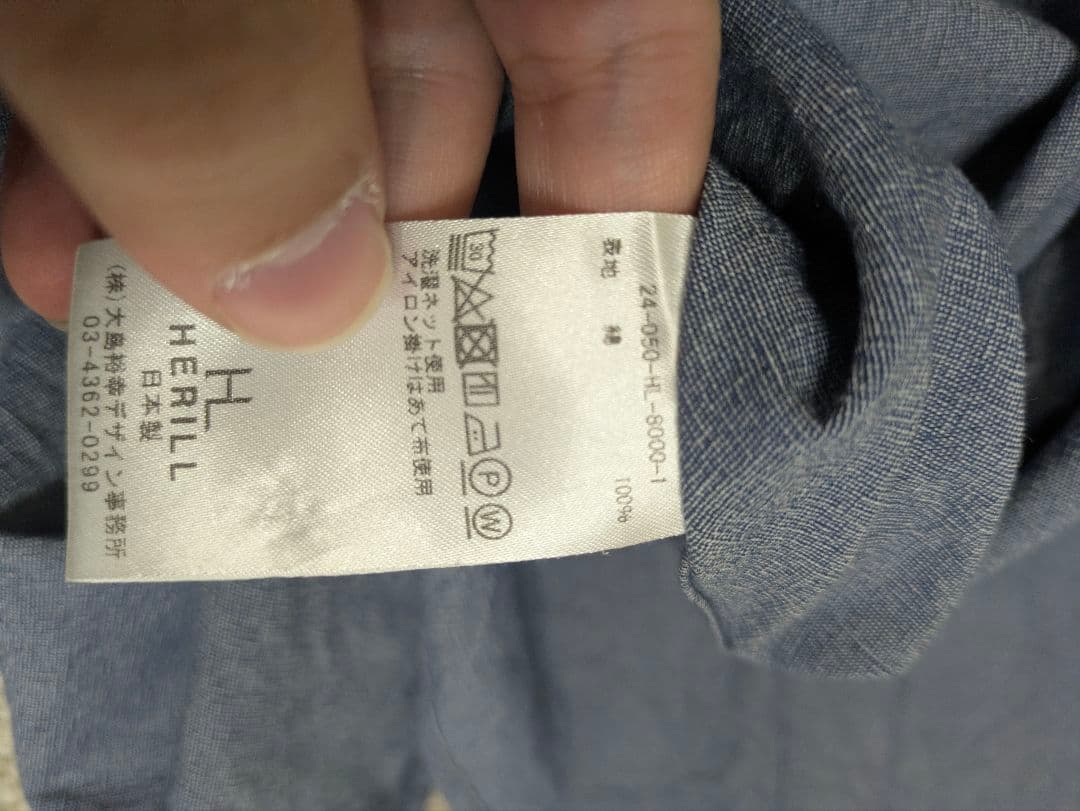 24-050-HL-8000-1
表地 綿 100%
30
P
W
洗濯ネット使用
アイロン掛けはあて布使用
HL
HERILL
日本製
(株)大島裕幸デザイン事務所
03-4362-0299